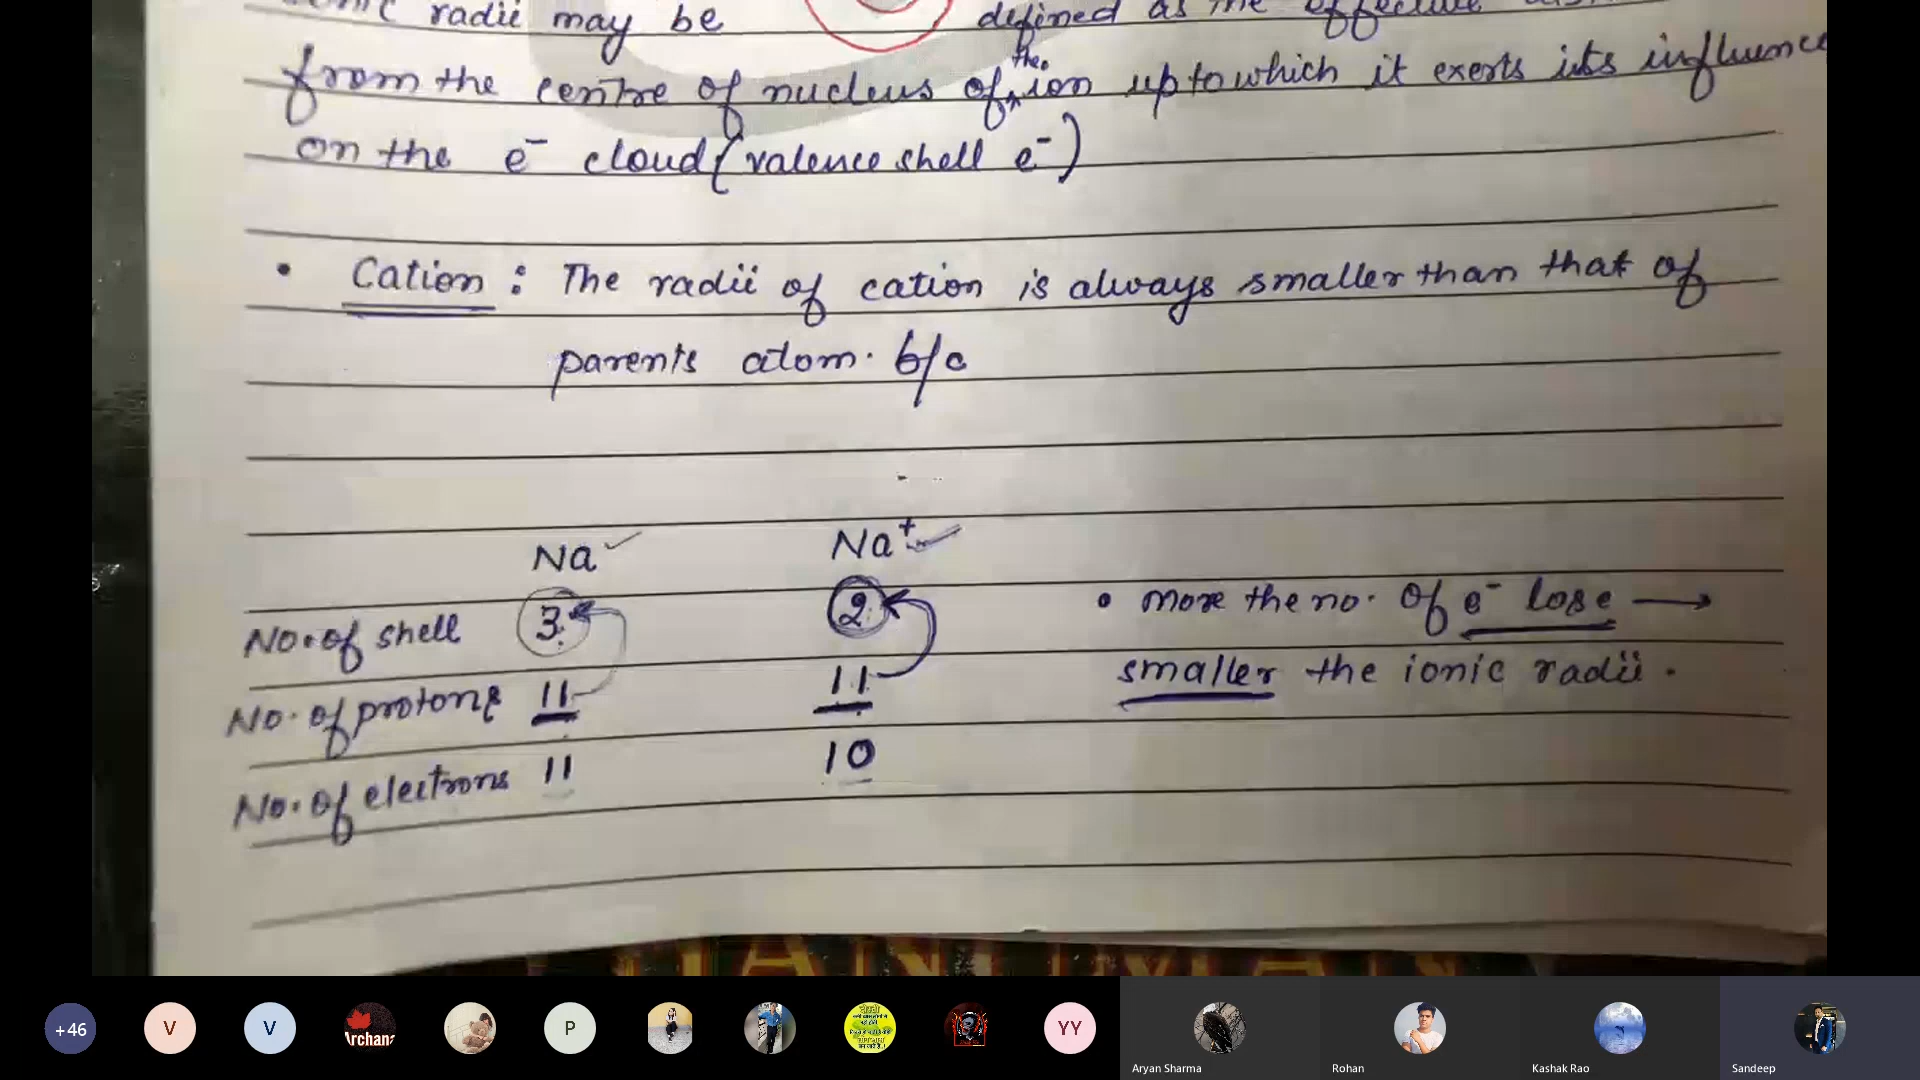 radii may be defined as the effective
from the centre of nucleus of the ion upto which it exerts its influence
on the e⁻ cloud (valence shell e⁻)
• Cation : The radii of cation is always smaller than that of
parents atom. b/c
Na Na⁺
No. of shell 3 2
No. of protons 11 11
No. of electrons 11 10
• More the no. of e⁻ lose →
smaller the ionic radii.
HANUMAN
+46 V V Archana P YY
Aryan Sharma Rohan Kashak Rao Sandeep